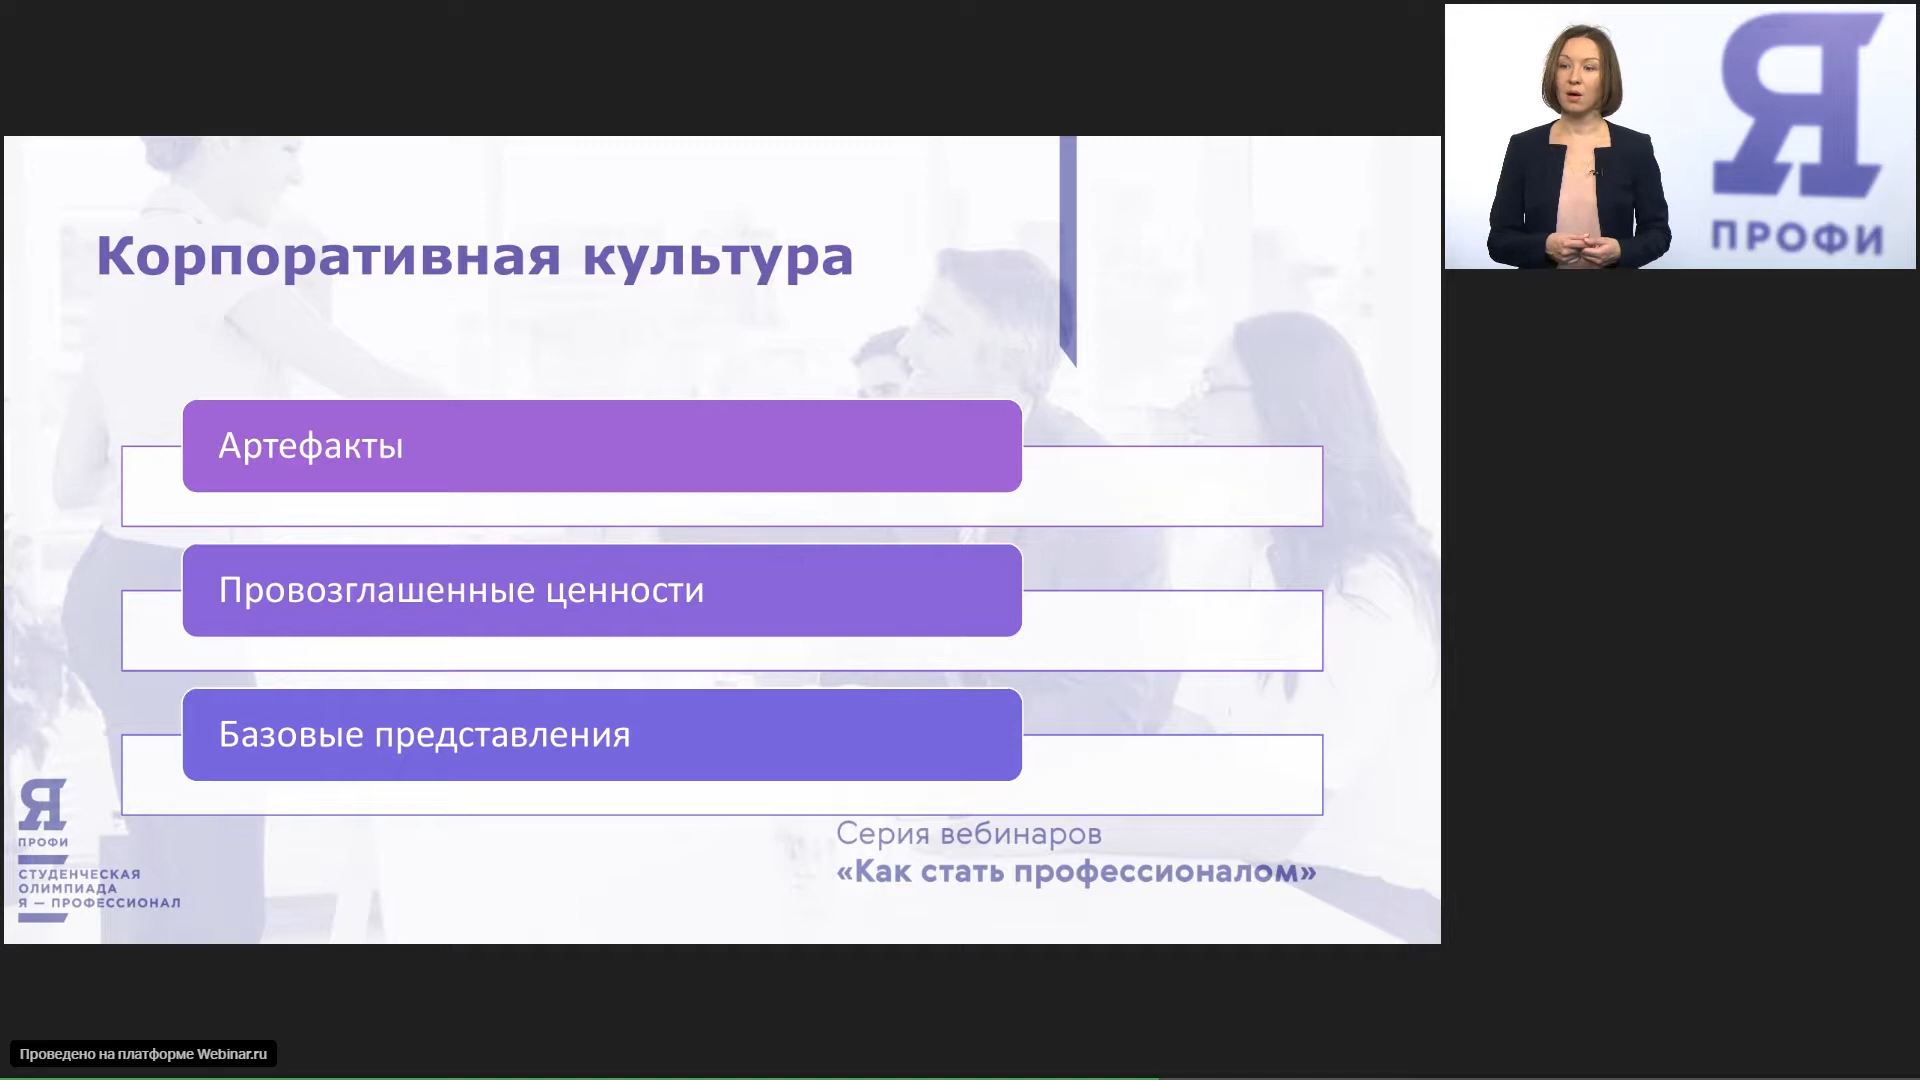 Корпоративная культура
Артефакты
Провозглашенные ценности
Базовые представления
Серия вебинаров
«Как стать профессионалом»
Я
ПРОФИ
СТУДЕНЧЕСКАЯ
ОЛИМПИАДА
Я — ПРОФЕССИОНАЛ
Я
ПРОФИ
Проведено на платформе Webinar.ru